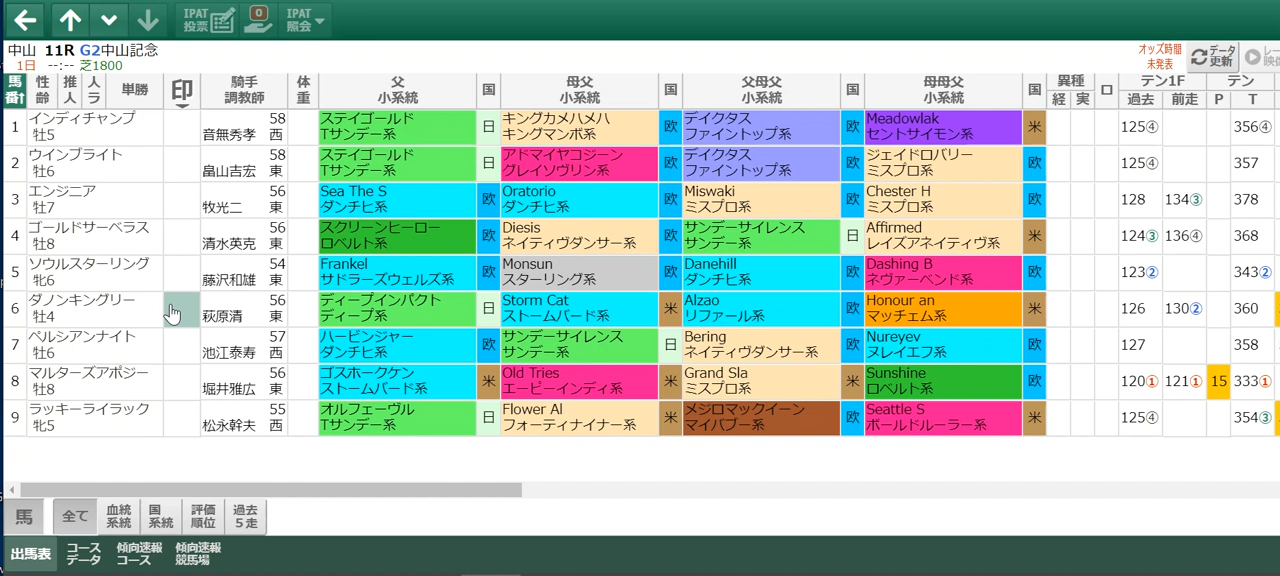 IPAT 投票 0 IPAT 照会
中山 11R G2中山記念 オッズ時間 データ
1日 --:-- 芝1800 未発表 更新
馬番↑ 性齢 推人 人ラ 単勝 印 騎手 調教師 体重 父 小系統 国 母父 小系統 国 父母父 小系統 国 母母父 小系統 国 異種 経 実 ロ テン1F 過去 前走 テン P T
1 インディチャンプ 58 ステイゴールド 日 キングカメハメハ 欧 デイクタス 欧 Meadowlak 米 125④ 356④
牡5 音無秀孝 西 Tサンデー系 キングマンボ系 ファイントップ系 セントサイモン系
2 ウインブライト 58 ステイゴールド 日 アドマイヤコジーン 欧 デイクタス 欧 ジェイドロバリー 欧 125④ 357
牡6 畠山吉宏 東 Tサンデー系 グレイソヴリン系 ファイントップ系 ミスプロ系
3 エンジニア 56 Sea The S 欧 Oratorio 欧 Miswaki 欧 Chester H 欧 128 134③ 378
牡7 牧光二 東 ダンチヒ系 ダンチヒ系 ミスプロ系 ミスプロ系
4 ゴールドサーベラス 56 スクリーンヒーロー 欧 Diesis 欧 サンデーサイレンス 日 Affirmed 米 124③ 136④ 368
牡8 清水英克 東 ロベルト系 ネイティヴダンサー系 サンデー系 レイズアネイティヴ系
5 ソウルスターリング 54 Frankel 欧 Monsun 欧 Danehill 欧 Dashing B 欧 123② 343②
牝6 藤沢和雄 東 サドラーズウェルズ系 スターリング系 ダンチヒ系 ネヴァーベンド系
6 ダノンキングリー 56 ディープインパクト 日 Storm Cat 米 Alzao 欧 Honour an 米 126 130② 360
牡4 萩原清 東 ディープ系 ストームバード系 リファール系 マッチェム系
7 ペルシアンナイト 57 ハービンジャー 欧 サンデーサイレンス 日 Bering 欧 Nureyev 欧 127 358
牡6 池江泰寿 西 ダンチヒ系 サンデー系 ネイティヴダンサー系 ヌレイエフ系
8 マルターズアポジー 56 ゴスホークケン 米 Old Tries 米 Grand Sla 米 Sunshine 欧 120① 121① 15 333①
牡8 堀井雅広 東 ストームバード系 エーピーインディ系 ミスプロ系 ロベルト系
9 ラッキーライラック 55 オルフェーヴル 日 Flower Al 米 メジロマックイーン 欧 Seattle S 米 125④ 354③
牝5 松永幹夫 西 Tサンデー系 フォーティナイナー系 マイバブー系 ボールドルーラー系
馬 全て 血統系統 国系統 評価順位 過去5走
出馬表 コースデータ 傾向速報コース 傾向速報競馬場